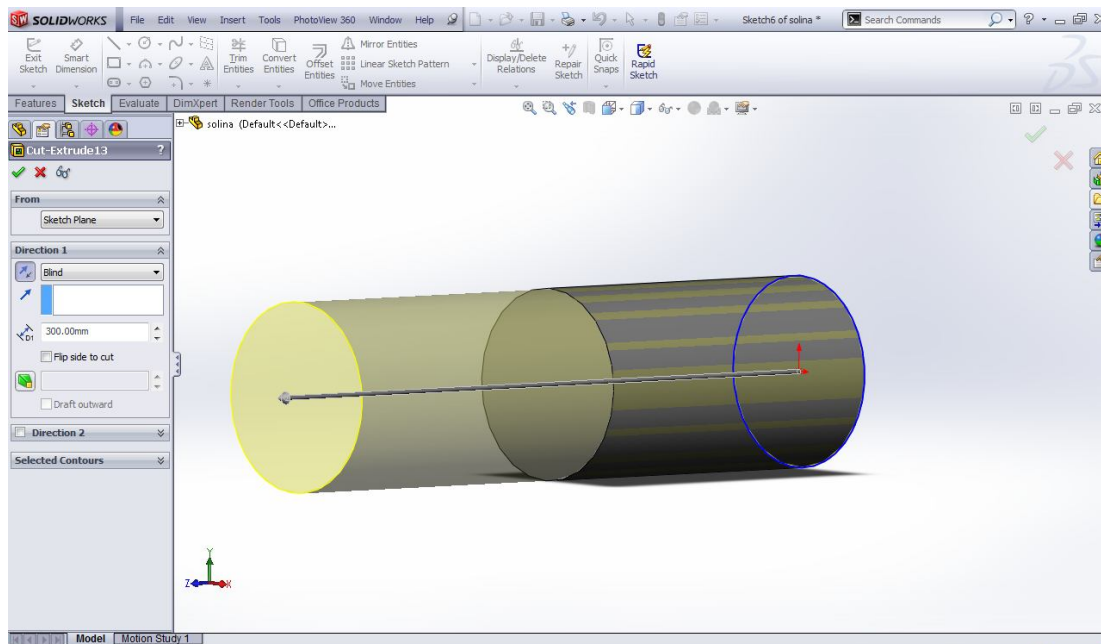 SOLIDWORKS File Edit View Insert Tools PhotoView 360 Window Help Sketch6 of solina * Search Commands ?
Exit Sketch
Smart Dimension
Trim Entities
Convert Entities
Offset Entities
Mirror Entities
Linear Sketch Pattern
Move Entities
Display/Delete Relations
Repair Sketch
Quick Snaps
Rapid Sketch
Features Sketch Evaluate DimXpert Render Tools Office Products
solina (Default<<Default>...
Cut-Extrude13 ?
From
Sketch Plane
Direction 1
Blind
D1 300.00mm
Flip side to cut
Draft outward
Direction 2
Selected Contours
Y
Z X
Model Motion Study 1